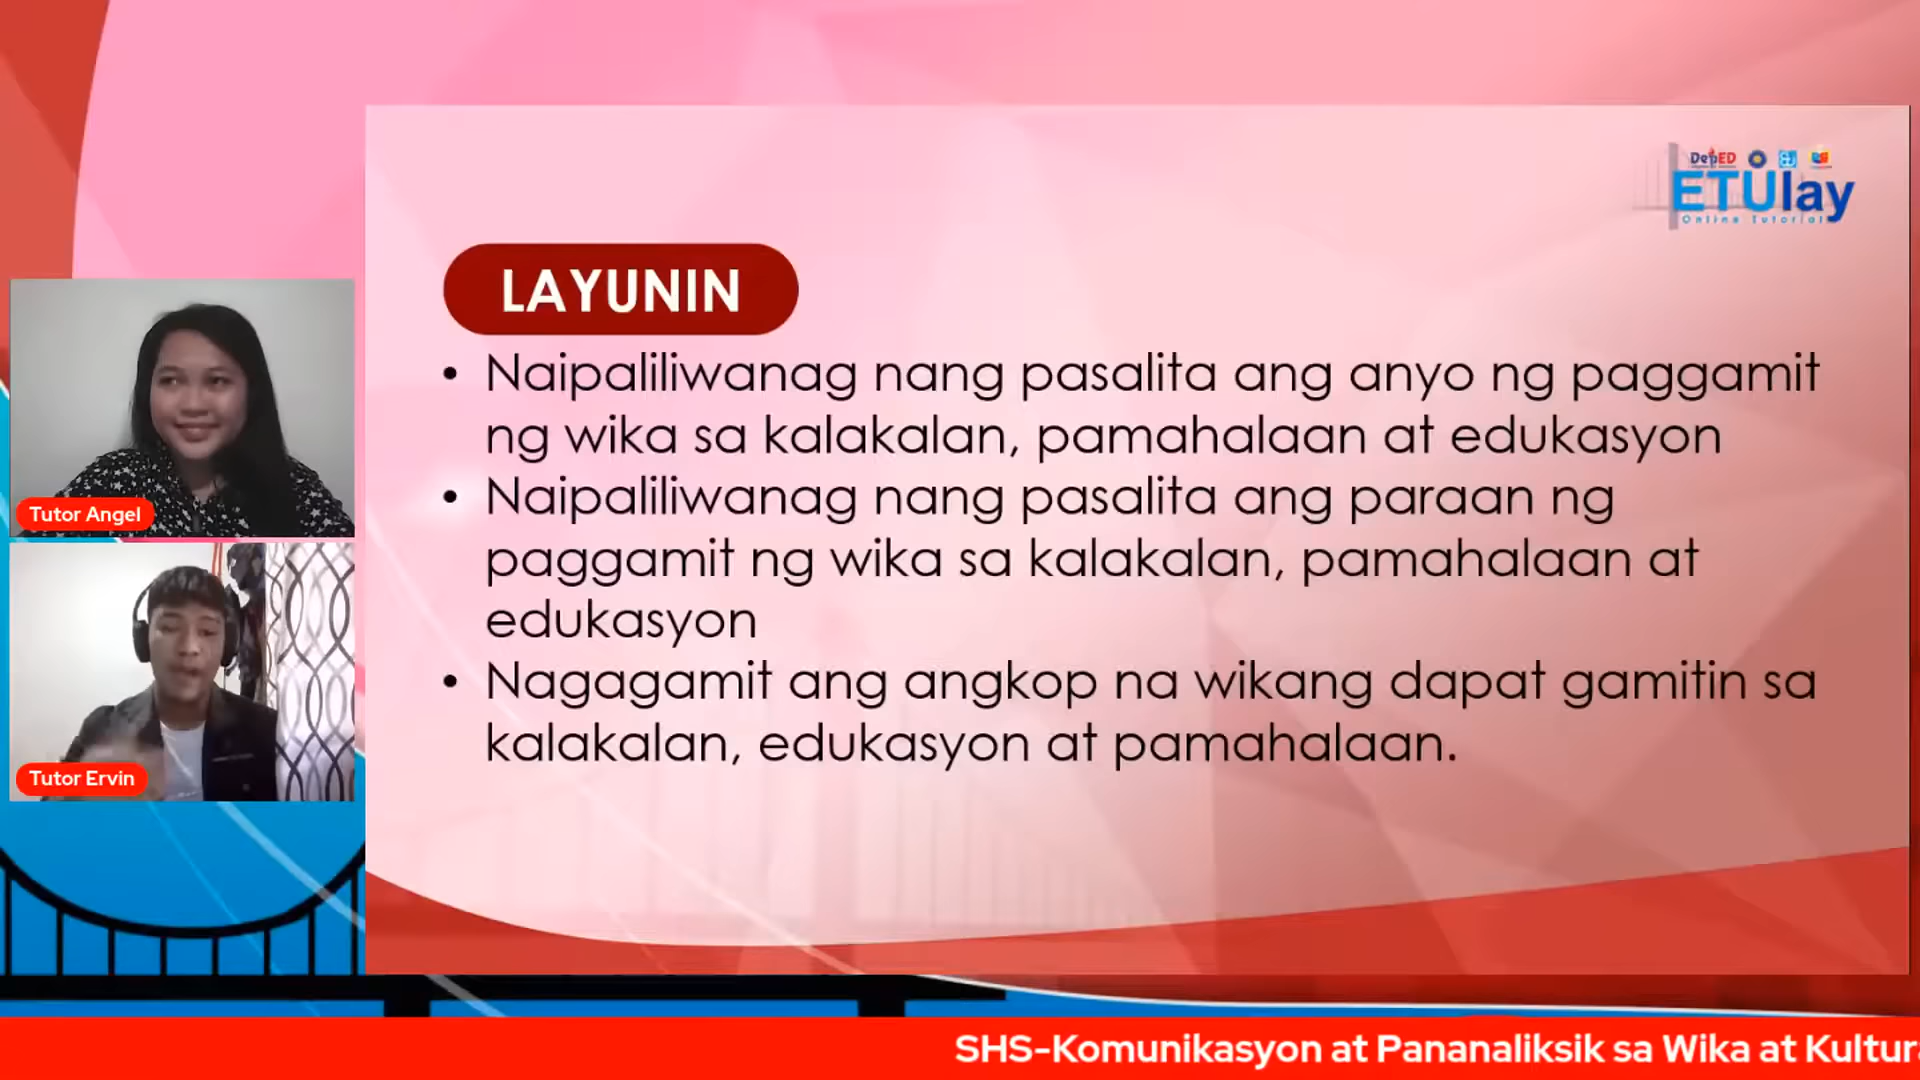 DepED
ETUlay
Online Tutorial
LAYUNIN
• Naipaliliwanag nang pasalita ang anyo ng paggamit
ng wika sa kalakalan, pamahalaan at edukasyon
• Naipaliliwanag nang pasalita ang paraan ng
paggamit ng wika sa kalakalan, pamahalaan at
edukasyon
• Nagagamit ang angkop na wikang dapat gamitin sa
kalakalan, edukasyon at pamahalaan.
Tutor Angel
Tutor Ervin
SHS-Komunikasyon at Pananaliksik sa Wika at Kultur